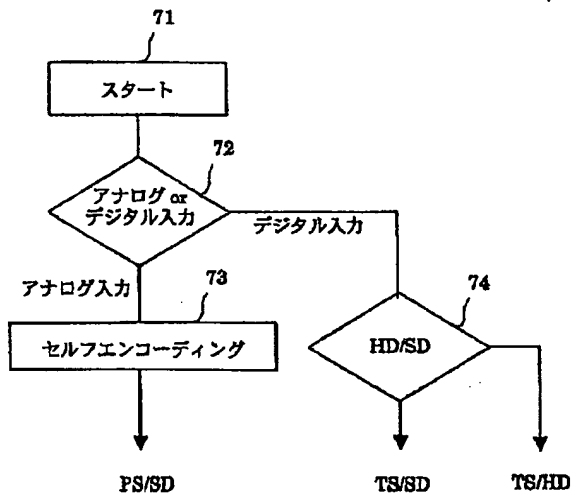 71
スタート
72
アナログ or
デジタル入力
デジタル入力
アナログ入力
73
74
セルフエンコーディング
HD/SD
PS/SD
TS/SD
TS/HD